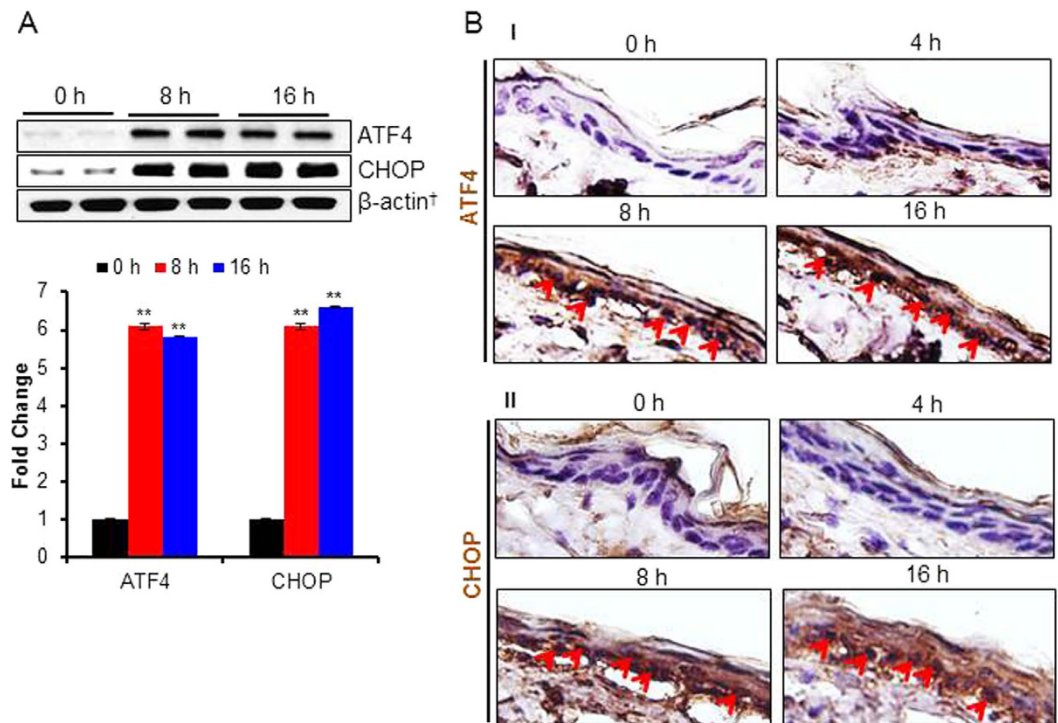 A
0 h 8 h 16 h
ATF4
CHOP
β-actin†
0 h 8 h 16 h
Fold Change
7
6
5
4
3
2
1
0
** ** ** **
ATF4 CHOP
B
I
ATF4
0 h 4 h
8 h 16 h
II
CHOP
0 h 4 h
8 h 16 h